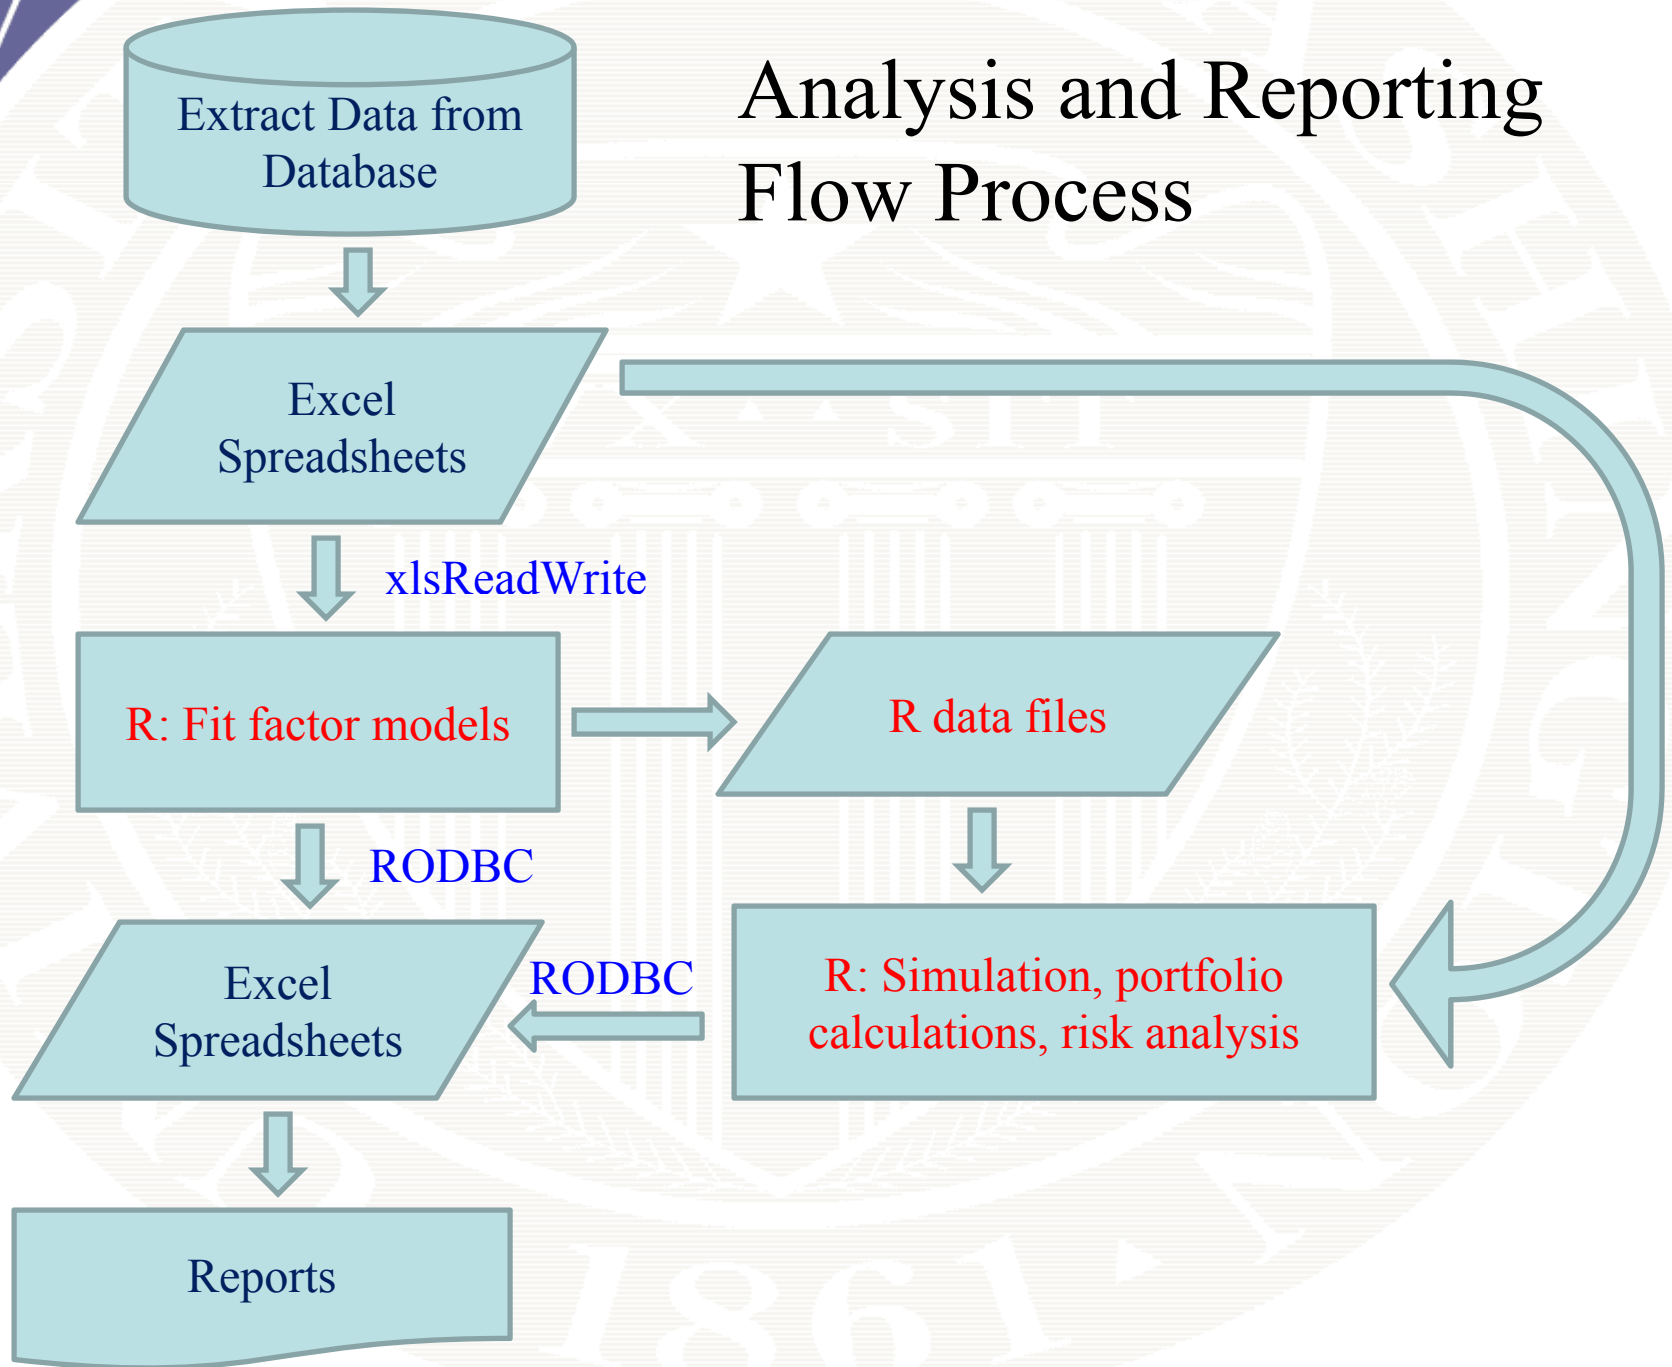 Analysis and Reporting
Flow Process
Extract Data from
Database
Excel
Spreadsheets
xlsReadWrite
R: Fit factor models
R data files
RODBC
Excel
Spreadsheets
RODBC
R: Simulation, portfolio
calculations, risk analysis
Reports
1861